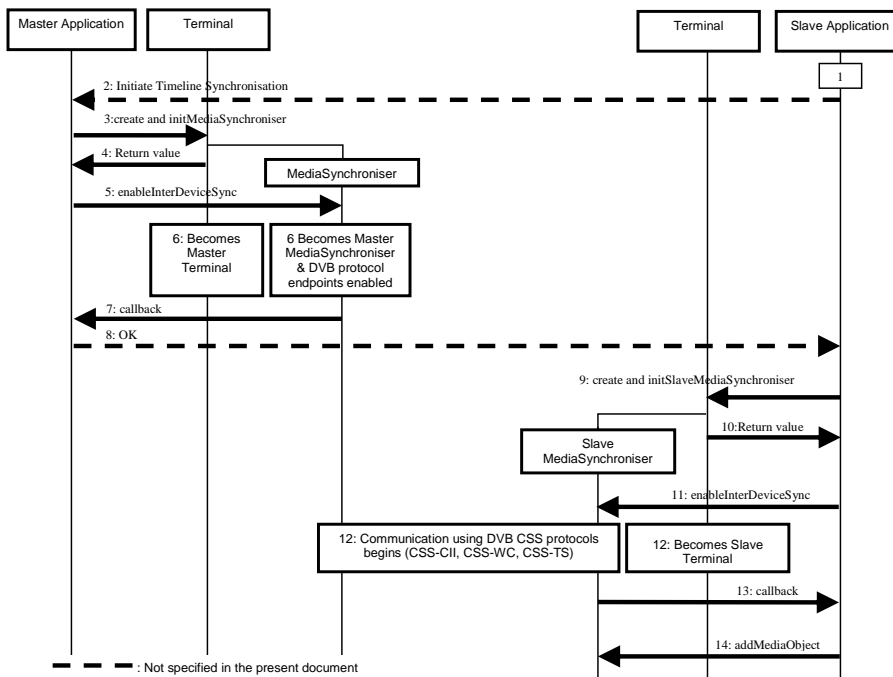 Master Application
Terminal
Terminal
Slave Application
1
2: Initiate Timeline Synchronisation
3:create and initMediaSynchroniser
4: Return value
MediaSynchroniser
5: enableInterDeviceSync
6: Becomes
Master
Terminal
6 Becomes Master
MediaSynchroniser
& DVB protocol
endpoints enabled
7: callback
8: OK
9: create and initSlaveMediaSynchroniser
10:Return value
Slave
MediaSynchroniser
11: enableInterDeviceSync
12: Communication using DVB CSS protocols
begins (CSS-CII, CSS-WC, CSS-TS)
12: Becomes Slave
Terminal
13: callback
14: addMediaObject
: Not specified in the present document